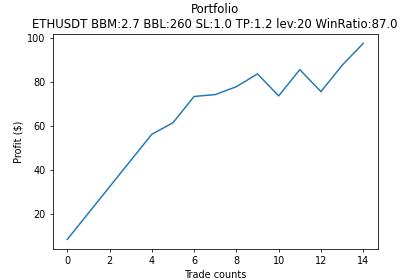 Portfolio
ETHUSDT BBM:2.7 BBL:260 SL:1.0 TP:1.2 lev:20 WinRatio:87.0
100
80
60
40
20
Profit ($)
0 2 4 6 8 10 12 14
Trade counts